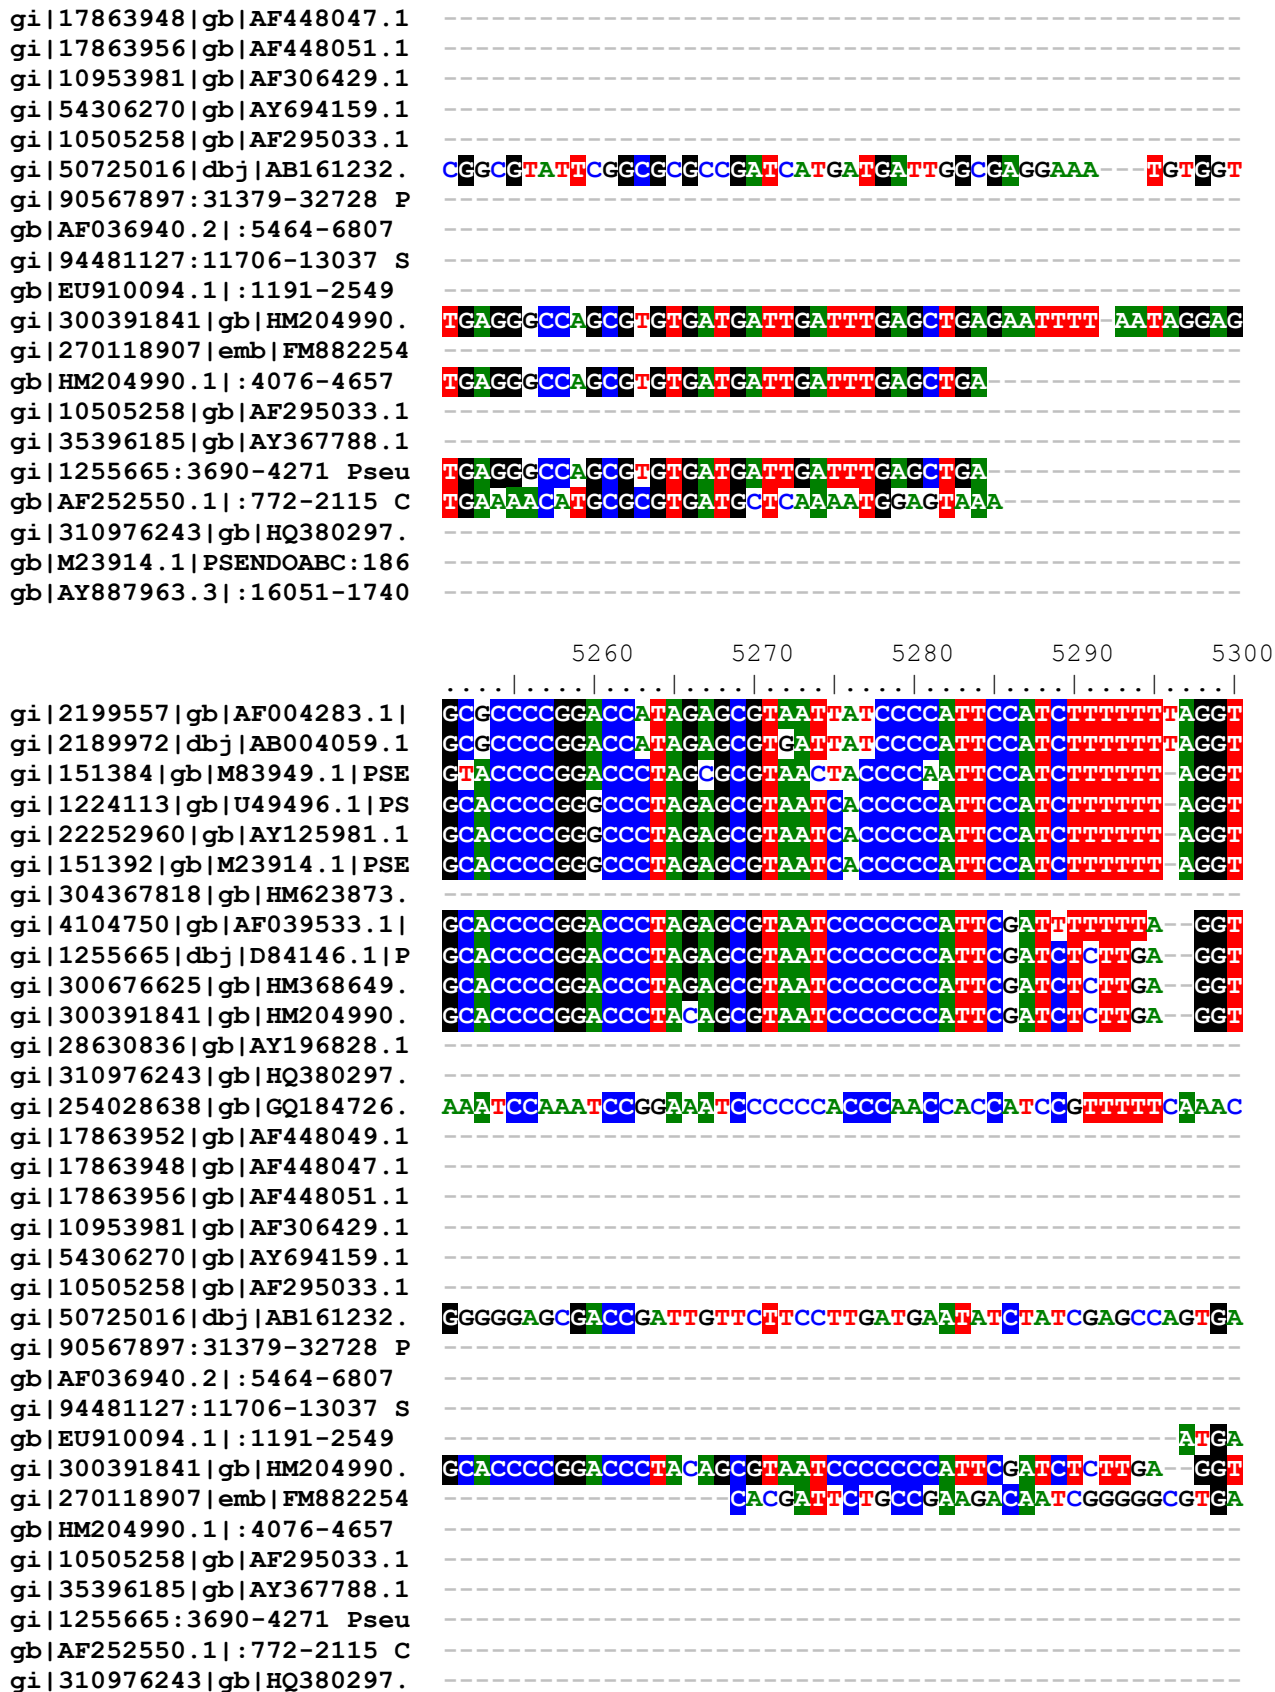 gi|17863948|gb|AF448047.1 --------------------------------------------------
gi|17863956|gb|AF448051.1 --------------------------------------------------
gi|10953981|gb|AF306429.1 --------------------------------------------------
gi|54306270|gb|AY694159.1 --------------------------------------------------
gi|10505258|gb|AF295033.1 --------------------------------------------------
gi|50725016|dbj|AB161232. CGGCGTATTCGGCGCGCCGATCATGATGATTGGCGAGGAAA---TGTGGT
gi|90567897:31379-32728 P --------------------------------------------------
gb|AF036940.2|:5464-6807 --------------------------------------------------
gi|94481127:11706-13037 S --------------------------------------------------
gb|EU910094.1|:1191-2549 --------------------------------------------------
gi|300391841|gb|HM204990. TGAGGGCCAGCGTGTGATGATTGATTTGAGCTGAGAATTTT-AATAGGAG
gi|270118907|emb|FM882254 --------------------------------------------------
gb|HM204990.1|:4076-4657 TGAGGGCCAGCGTGTGATGATTGATTTGAGCTGA----------------
gi|10505258|gb|AF295033.1 --------------------------------------------------
gi|35396185|gb|AY367788.1 --------------------------------------------------
gi|1255665:3690-4271 Pseu TGAGGGCCAGCGTGTGATGATTGATTTGAGCTGA----------------
gb|AF252550.1|:772-2115 C TGAAAACATGCGCGTGATGCTCAAAATGGAGTAAA---------------
gi|310976243|gb|HQ380297. --------------------------------------------------
gb|M23914.1|PSENDOABC:186 --------------------------------------------------
gb|AY887963.3|:16051-1740 --------------------------------------------------
5260 5270 5280 5290 5300
....|....|....|....|....|....|....|....|....|....|
gi|2199557|gb|AF004283.1| GCGCCCCGGACCATAGAGCGTAATTATCCCCATTCCATCTTTTTTTAGGT
gi|2189972|dbj|AB004059.1 GCGCCCCGGACCATAGAGCGTGATTATCCCCATTCCATCTTTTTTTAGGT
gi|151384|gb|M83949.1|PSE GTACCCCGGACCCTAGCGCGTAACTACCCCAATTCCATCTTTTTT-AGGT
gi|1224113|gb|U49496.1|PS GCACCCCGGGCCCTAGAGCGTAATCACCCCCATTCCATCTTTTTT-AGGT
gi|22252960|gb|AY125981.1 GCACCCCGGGCCCTAGAGCGTAATCACCCCCATTCCATCTTTTTT-AGGT
gi|151392|gb|M23914.1|PSE GCACCCCGGGCCCTAGAGCGTAATCACCCCCATTCCATCTTTTTT-AGGT
gi|304367818|gb|HM623873. --------------------------------------------------
gi|4104750|gb|AF039533.1| GCACCCCGGACCCTAGAGCGTAATCCCCCCCATTCGATTTTTTTA--GGT
gi|1255665|dbj|D84146.1|P GCACCCCGGACCCTAGAGCGTAATCCCCCCCATTCGATCTCTTGA--GGT
gi|300676625|gb|HM368649. GCACCCCGGACCCTAGAGCGTAATCCCCCCCATTCGATCTCTTGA--GGT
gi|300391841|gb|HM204990. GCACCCCGGACCCTACAGCGTAATCCCCCCCATTCGATCTCTTGA--GGT
gi|28630836|gb|AY196828.1 --------------------------------------------------
gi|310976243|gb|HQ380297. --------------------------------------------------
gi|254028638|gb|GQ184726. AAATCCAAATCCGGAAATCCCCCCACCCAACCACCATCCGTTTTTCAAAC
gi|17863952|gb|AF448049.1 --------------------------------------------------
gi|17863948|gb|AF448047.1 --------------------------------------------------
gi|17863956|gb|AF448051.1 --------------------------------------------------
gi|10953981|gb|AF306429.1 --------------------------------------------------
gi|54306270|gb|AY694159.1 --------------------------------------------------
gi|10505258|gb|AF295033.1 --------------------------------------------------
gi|50725016|dbj|AB161232. GGGGGAGCGACCGATTGTTCTTCCTTGATGAATATCTATCGAGCCAGTGA
gi|90567897:31379-32728 P --------------------------------------------------
gb|AF036940.2|:5464-6807 --------------------------------------------------
gi|94481127:11706-13037 S --------------------------------------------------
gb|EU910094.1|:1191-2549 ----------------------------------------------ATGA
gi|300391841|gb|HM204990. GCACCCCGGACCCTACAGCGTAATCCCCCCCATTCGATCTCTTGA--GGT
gi|270118907|emb|FM882254 ------------------CACGATTCTGCCGAAGACAATCGGGGGCGTGA
gb|HM204990.1|:4076-4657 --------------------------------------------------
gi|10505258|gb|AF295033.1 --------------------------------------------------
gi|35396185|gb|AY367788.1 --------------------------------------------------
gi|1255665:3690-4271 Pseu --------------------------------------------------
gb|AF252550.1|:772-2115 C --------------------------------------------------
gi|310976243|gb|HQ380297. --------------------------------------------------